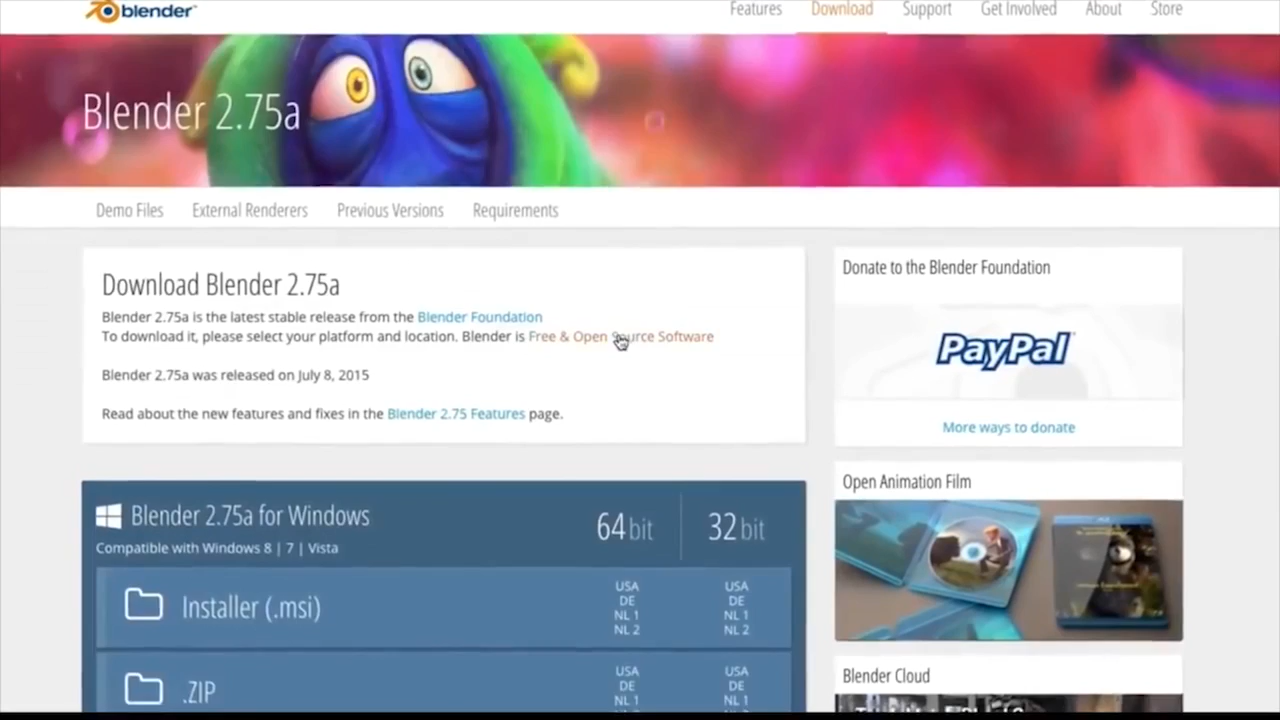 blender
Features Download Support Get Involved About Store
Blender 2.75a
Demo Files External Renderers Previous Versions Requirements
Download Blender 2.75a
Blender 2.75a is the latest stable release from the Blender Foundation
To download it, please select your platform and location. Blender is Free & Open Source Software
Blender 2.75a was released on July 8, 2015
Read about the new features and fixes in the Blender 2.75 Features page.
Blender 2.75a for Windows
Compatible with Windows 8 | 7 | Vista
64 bit 32 bit
Installer (.msi)
USA USA
DE DE
NL 1 NL 1
NL 2 NL 2
.ZIP
USA USA
DE DE
NL 1 NL 1
Donate to the Blender Foundation
PayPal
More ways to donate
Open Animation Film
Blender Cloud